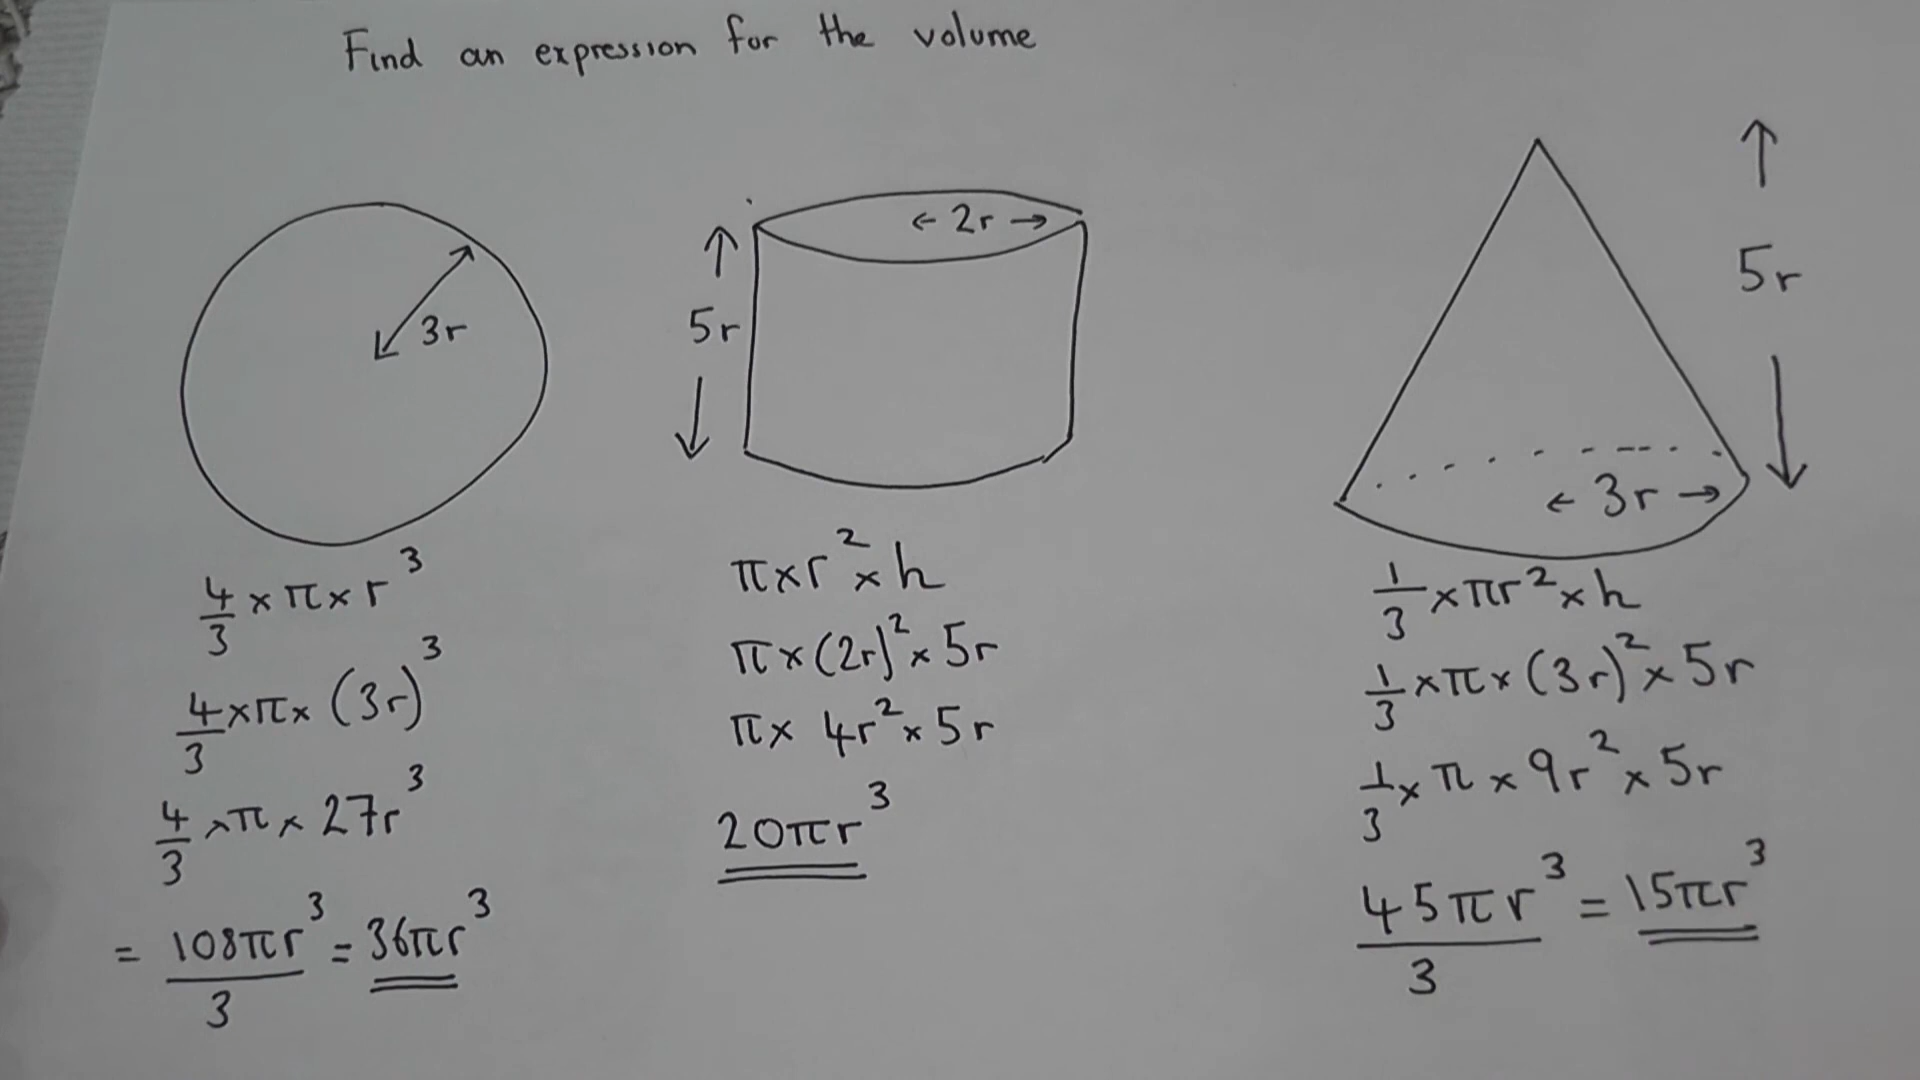 Find an expression for the volume
3r
4/3 × π × r³
4/3 × π × (3r)³
4/3 × π × 27r³
= 108πr³/3 = 36πr³
← 2r →
↑
5r
↓
π × r² × h
π × (2r)² × 5r
π × 4r² × 5r
20πr³
↑
5r
↓
← 3r →
1/3 × πr² × h
1/3 × π × (3r)² × 5r
1/3 × π × 9r² × 5r
45πr³/3 = 15πr³